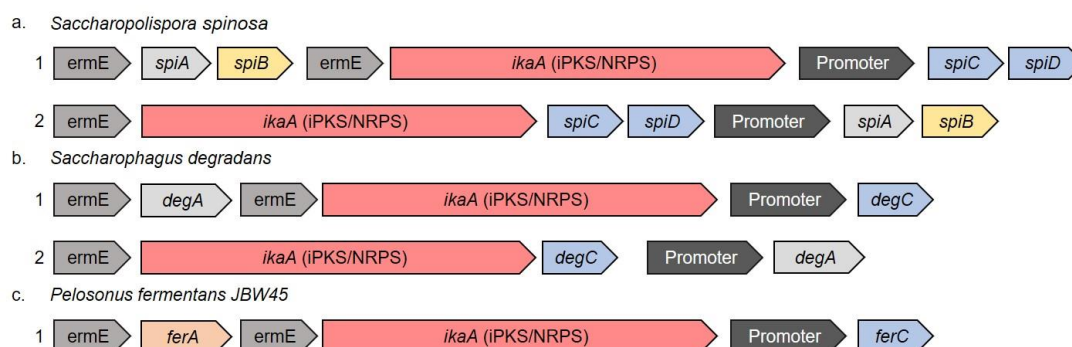 a. Saccharopolispora spinosa
1 ermE spiA spiB ermE ikaA (iPKS/NRPS) Promoter spiC spiD
2 ermE ikaA (iPKS/NRPS) spiC spiD Promoter spiA spiB
b. Saccharophagus degradans
1 ermE degA ermE ikaA (iPKS/NRPS) Promoter degC
2 ermE ikaA (iPKS/NRPS) degC Promoter degA
c. Pelosonus fermentans JBW45
1 ermE ferA ermE ikaA (iPKS/NRPS) Promoter ferC